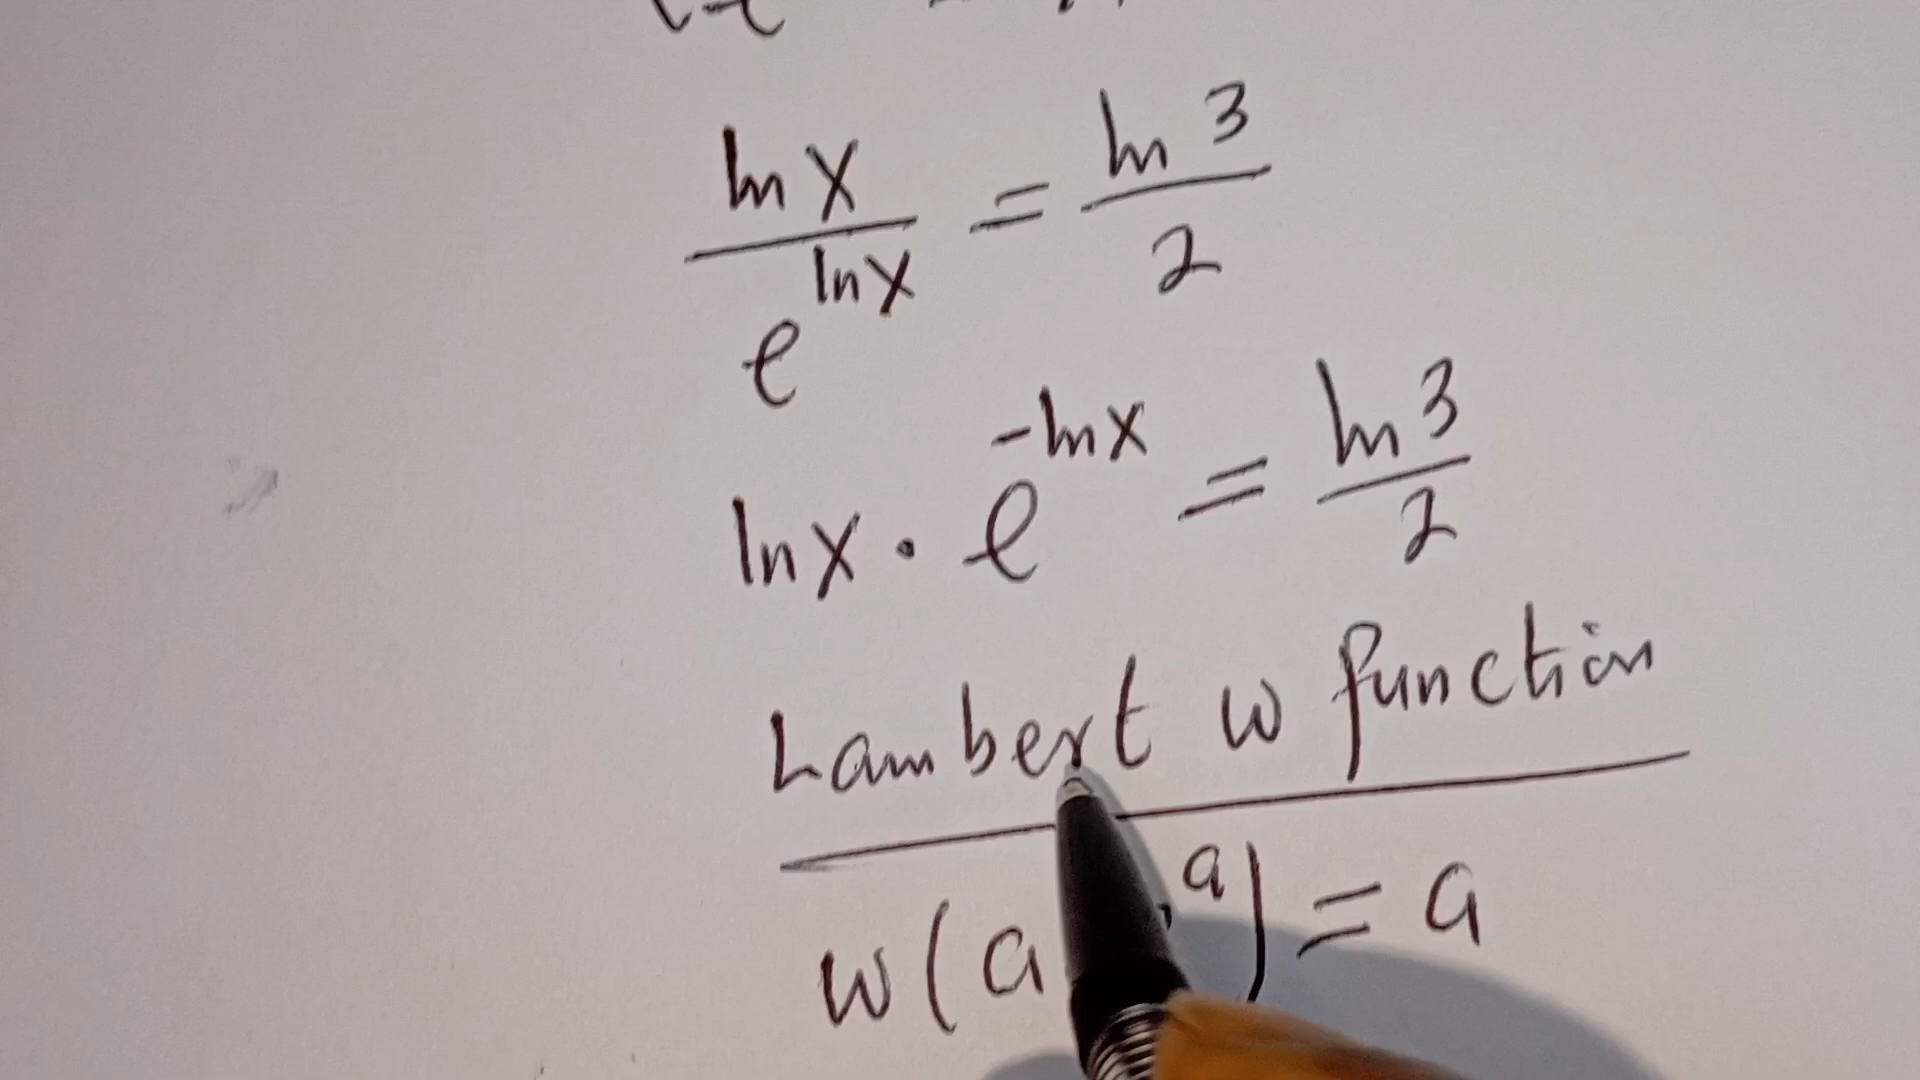 ln x / e^ln x = ln 3 / 2
ln x · e^-ln x = ln 3 / 2
Lambert w function
w(a a) = a